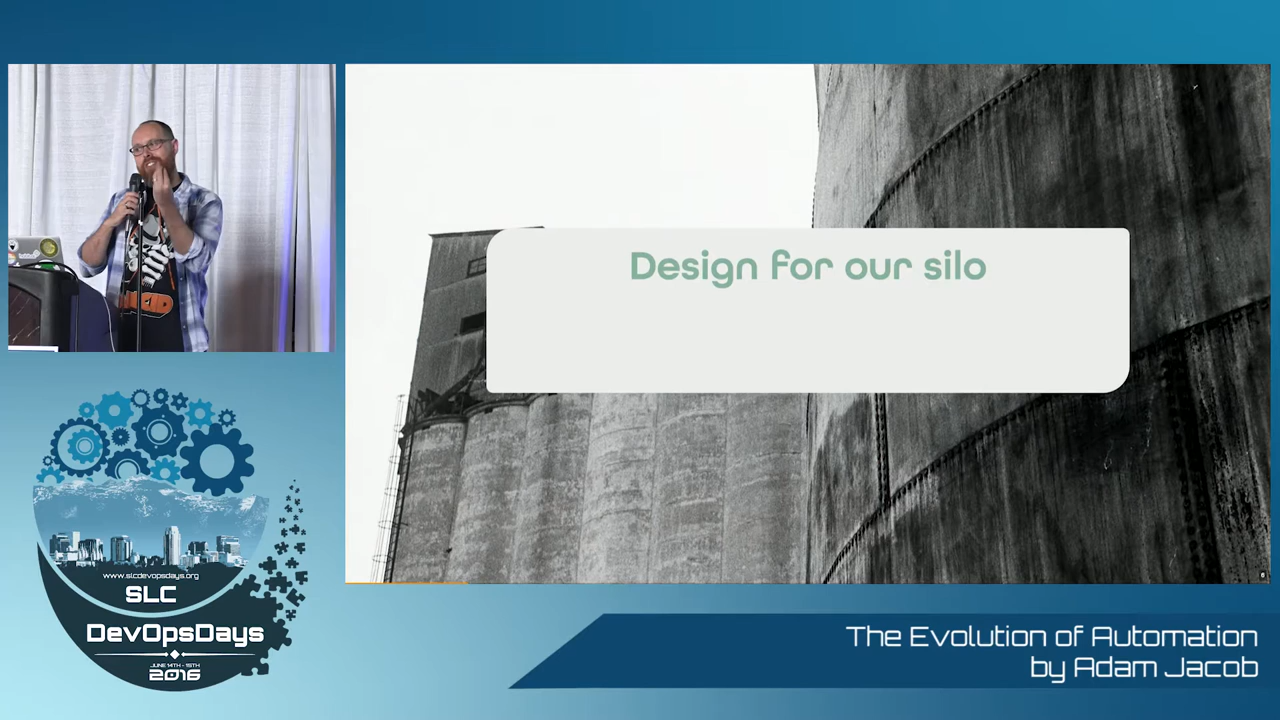 Design for our silo
www.slcdevopsdays.org
SLC
DevOpsDays
JUNE 14TH - 15TH
2016
The Evolution of Automation
by Adam Jacob